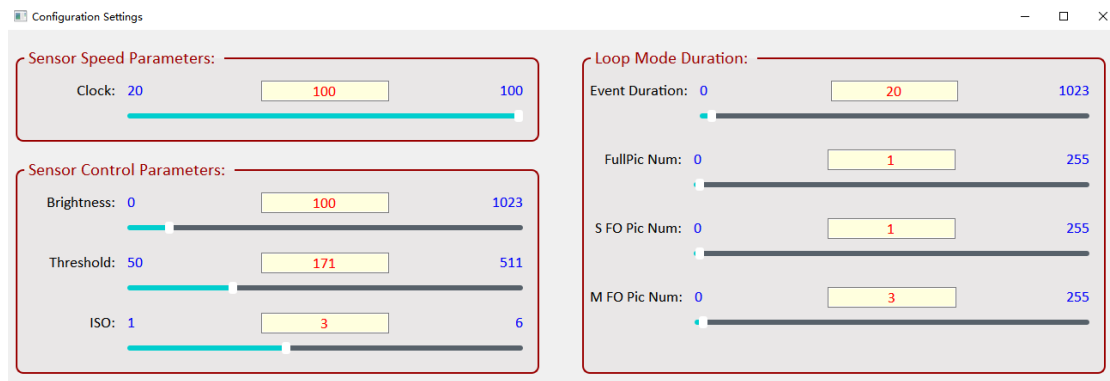 Configuration Settings
Sensor Speed Parameters:
Clock: 20 100 100
Sensor Control Parameters:
Brightness: 0 100 1023
Threshold: 50 171 511
ISO: 1 3 6
Loop Mode Duration:
Event Duration: 0 20 1023
FullPic Num: 0 1 255
S FO Pic Num: 0 1 255
M FO Pic Num: 0 3 255